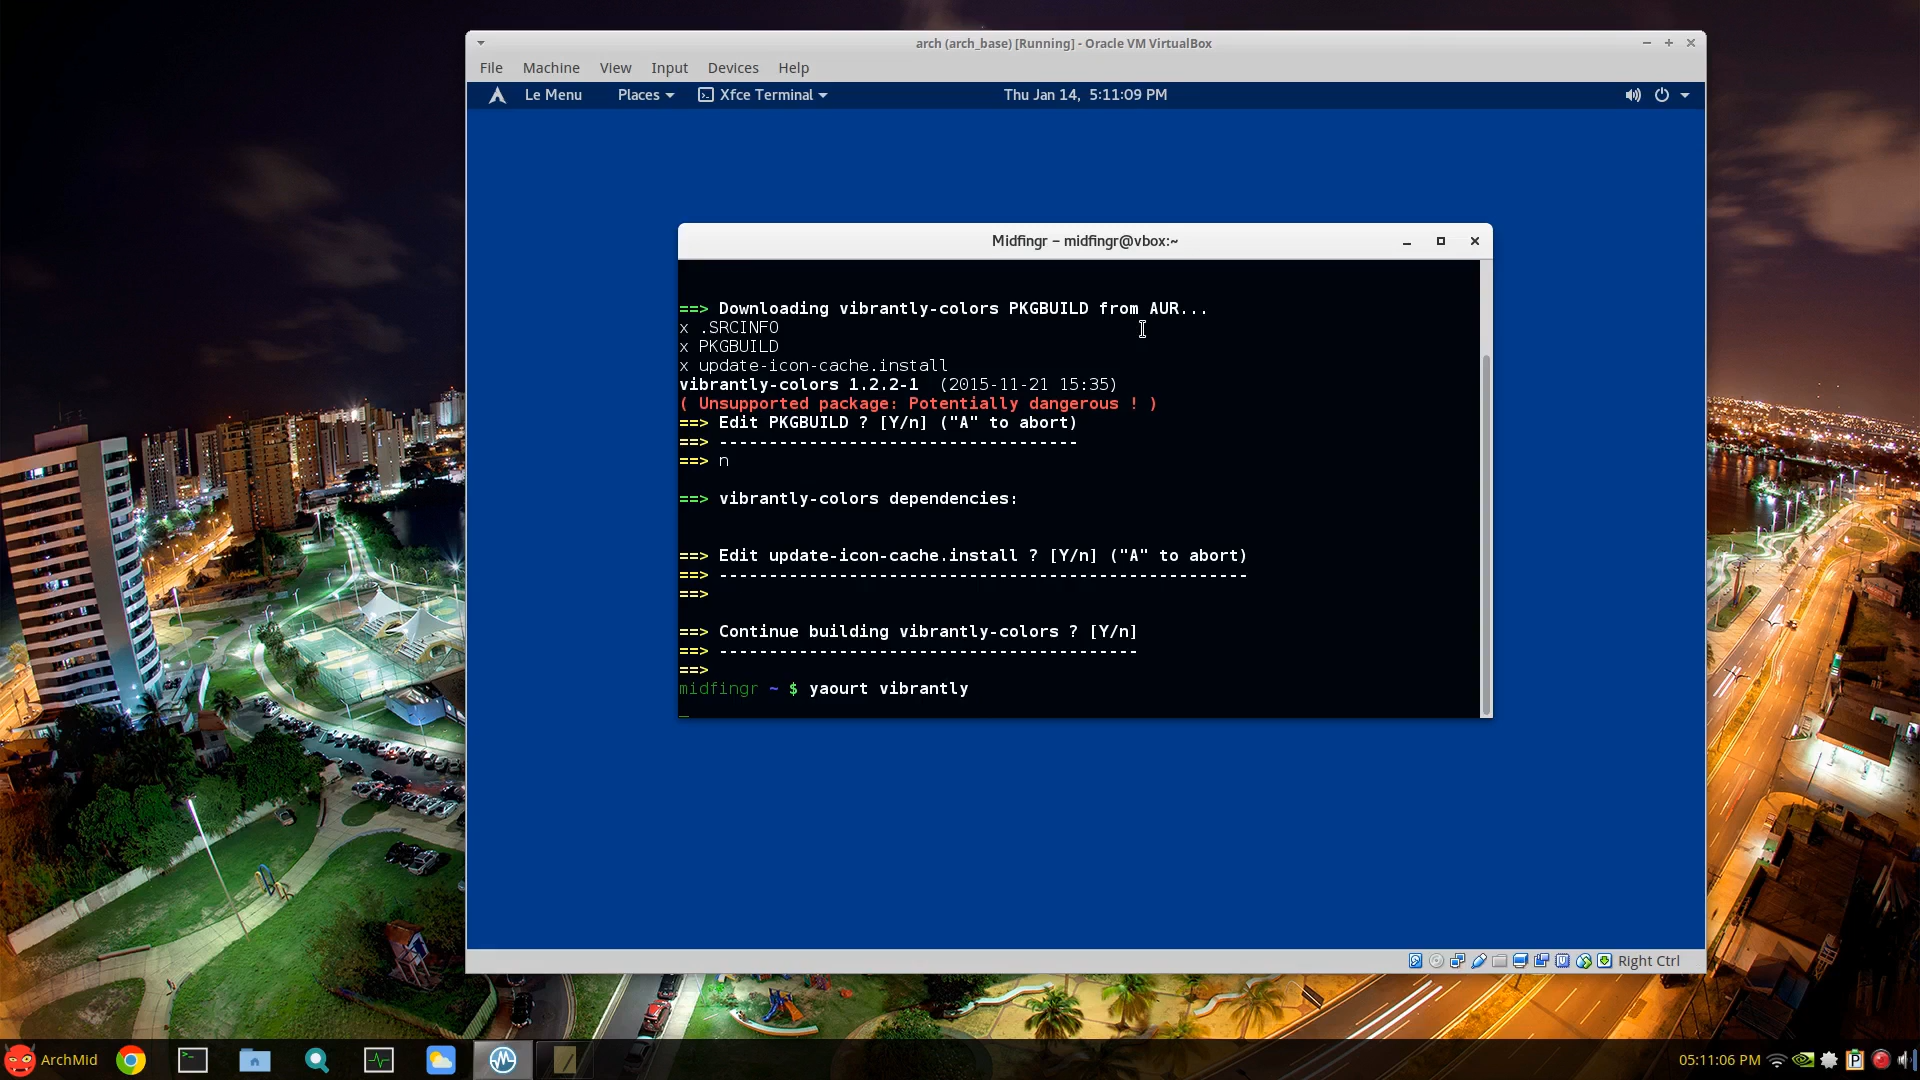 arch (arch_base) [Running] - Oracle VM VirtualBox
File Machine View Input Devices Help
Le Menu Places Xfce Terminal Thu Jan 14, 5:11:09 PM
Midfingr – midfingr@vbox:~
==> Downloading vibrantly-colors PKGBUILD from AUR...
x .SRCINFO
x PKGBUILD
x update-icon-cache.install
vibrantly-colors 1.2.2-1 (2015-11-21 15:35)
( Unsupported package: Potentially dangerous ! )
==> Edit PKGBUILD ? [Y/n] ("A" to abort)
==> ------------------------------------
==> n
==> vibrantly-colors dependencies:
==> Edit update-icon-cache.install ? [Y/n] ("A" to abort)
==> -----------------------------------------------------
==>
==> Continue building vibrantly-colors ? [Y/n]
==> ------------------------------------------
==>
midfingr ~ $ yaourt vibrantly
Right Ctrl
ArchMid 05:11:06 PM